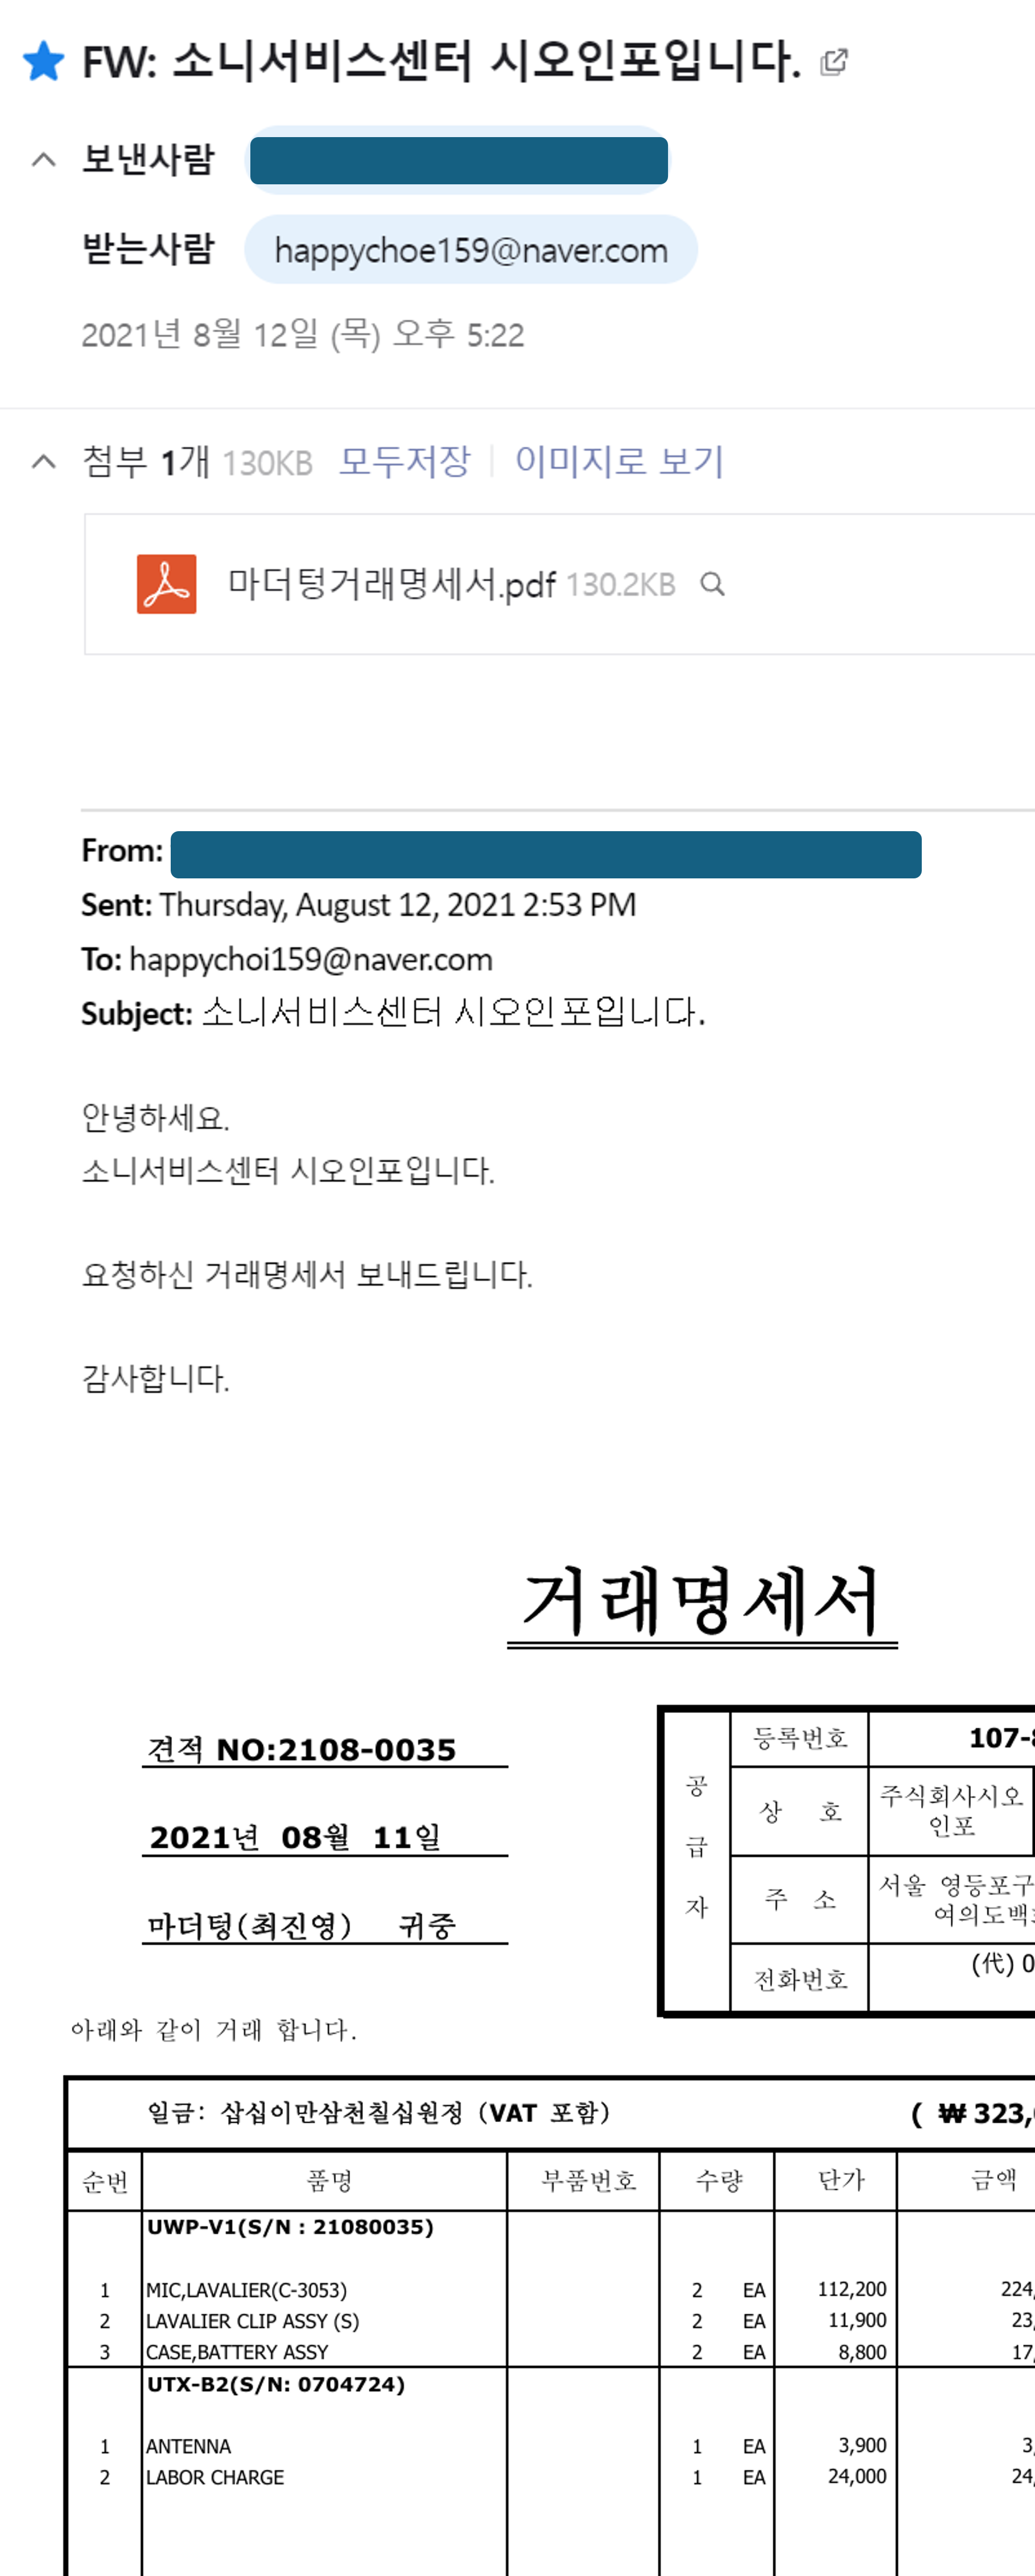 FW: 소니서비스센터 시오인포입니다.
보낸사람
받는사람 happychoe159@naver.com
2021년 8월 12일 (목) 오후 5:22
첨부 1개 130KB 모두저장 이미지로 보기
마더텅거래명세서.pdf 130.2KB
From:
Sent: Thursday, August 12, 2021 2:53 PM
To: happychoi159@naver.com
Subject: 소니서비스센터 시오인포입니다.
안녕하세요.
소니서비스센터 시오인포입니다.
요청하신 거래명세서 보내드립니다.
감사합니다.
거래명세서
견적 NO:2108-0035
2021년 08월 11일
마더텅(최진영) 귀중
공급자
등록번호 107-8
상 호 주식회사시오
인포
주 소 서울 영등포구
여의도백
전화번호 (代) 0
아래와 같이 거래 합니다.
일금: 삽십이만삼천칠십원정 (VAT 포함) ( ₩ 323,
순번 품명 부품번호 수량 단가 금액
UWP-V1(S/N : 21080035)
1 MIC,LAVALIER(C-3053) 2 EA 112,200 224,
2 LAVALIER CLIP ASSY (S) 2 EA 11,900 23,
3 CASE,BATTERY ASSY 2 EA 8,800 17,
UTX-B2(S/N: 0704724)
1 ANTENNA 1 EA 3,900 3,
2 LABOR CHARGE 1 EA 24,000 24,